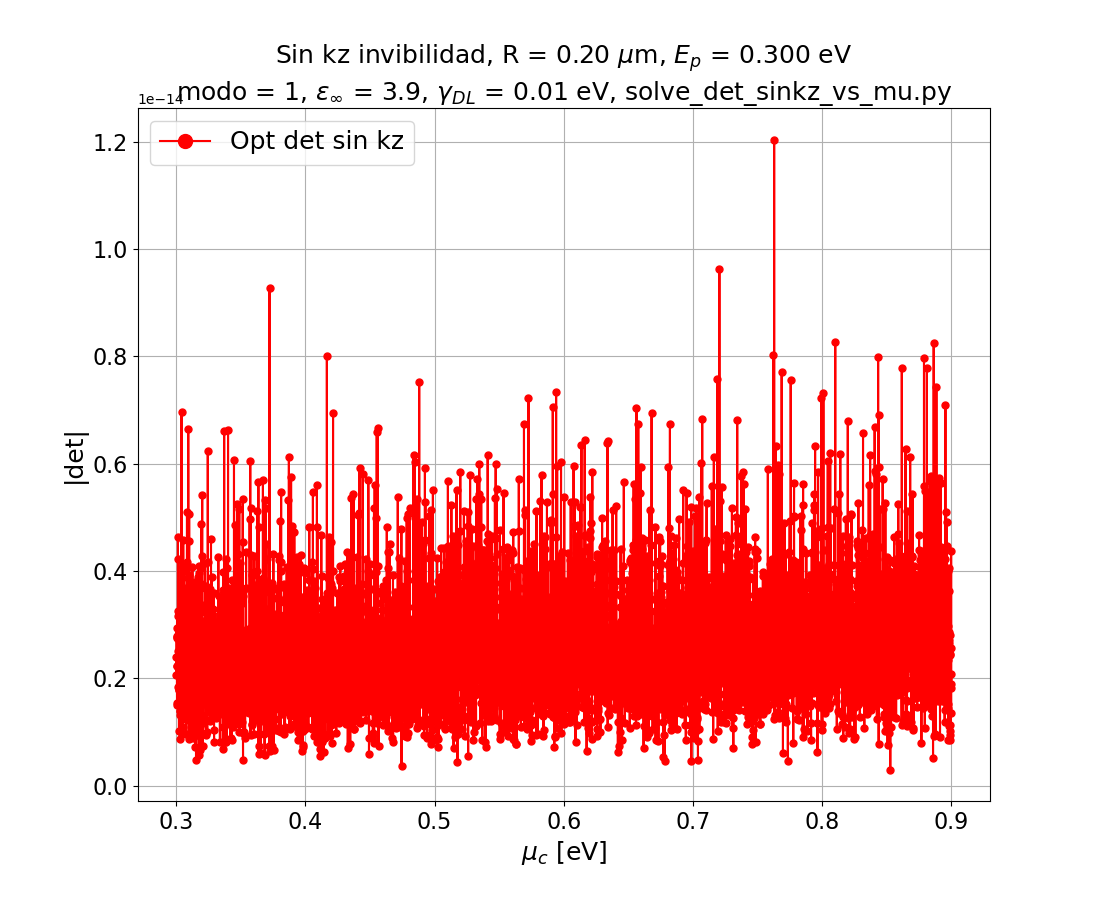 Sin kz invibilidad, R = 0.20 μm, E_p = 0.300 eV
modo = 1, ε_∞ = 3.9, γ_DL = 0.01 eV, solve_det_sinkz_vs_mu.py
1e−14
Opt det sin kz
1.2
1.0
0.8
0.6
0.4
0.2
0.0
|det|
0.3 0.4 0.5 0.6 0.7 0.8 0.9
μ_c [eV]